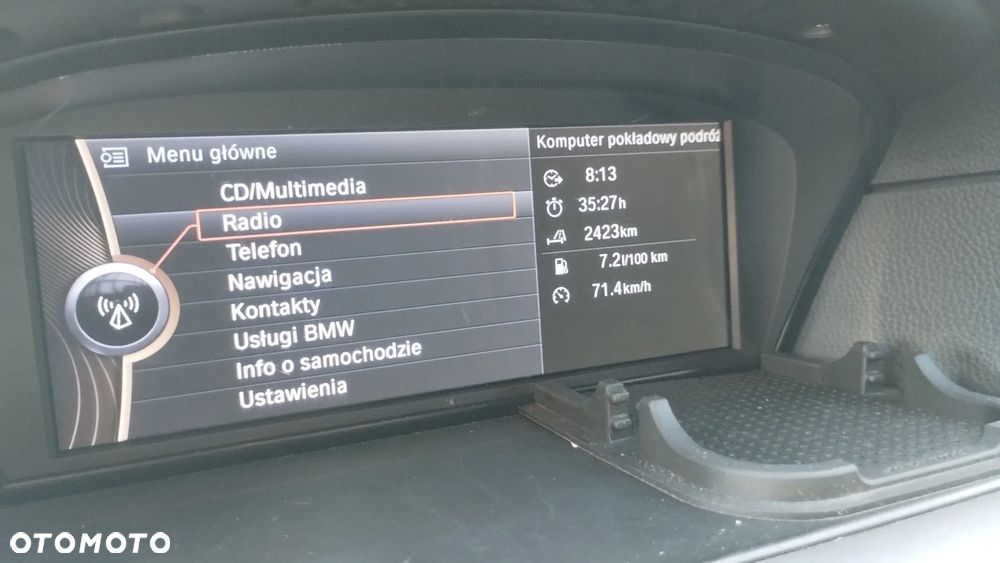 Menu główne
CD/Multimedia
Radio
Telefon
Nawigacja
Kontakty
Usługi BMW
Info o samochodzie
Ustawienia
Komputer pokładowy podróż
8:13
35:27h
2423km
7.2l/100 km
71.4km/h
OTOMOTO